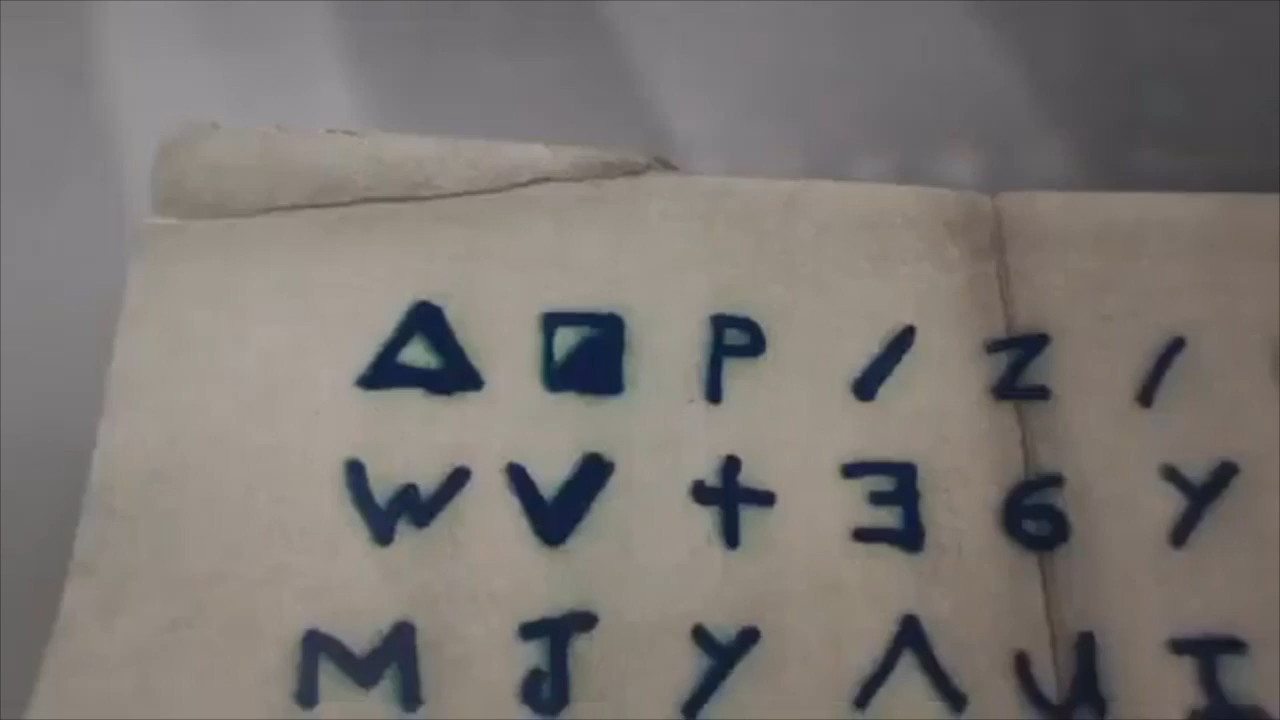 △ ◪ P / Z /
W V + Ǝ 6 Y
M J Y Λ ꓤ I